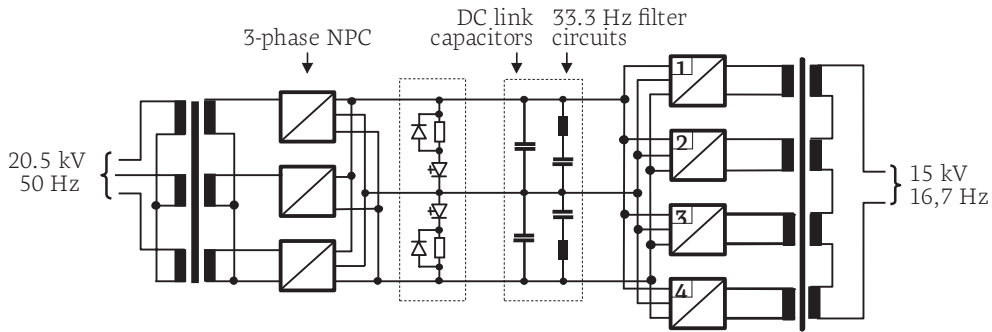 3-phase NPC
DC link
capacitors
33.3 Hz filter
circuits
20.5 kV
50 Hz
1
2
3
4
15 kV
16,7 Hz